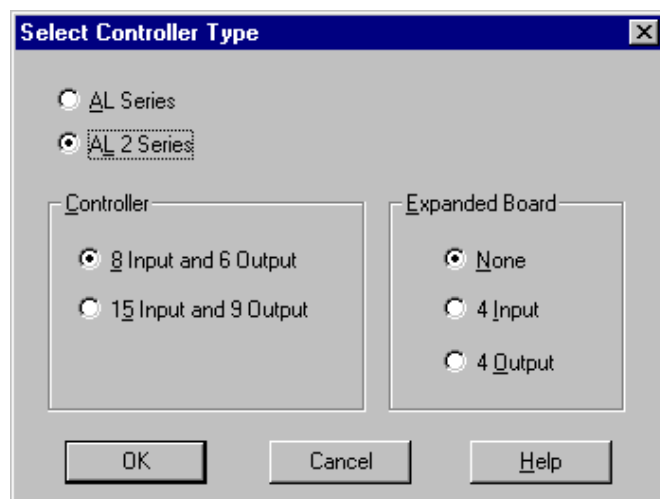 Select Controller Type
AL Series
AL 2 Series
Controller
8 Input and 6 Output
15 Input and 9 Output
Expanded Board
None
4 Input
4 Output
OK
Cancel
Help